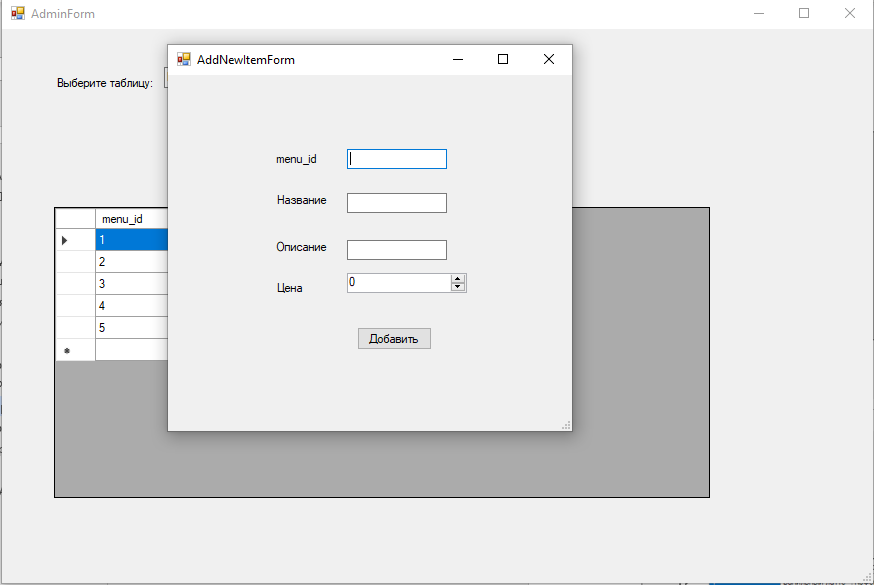 AdminForm
AddNewItemForm
Выберите таблицу:
menu_id
Название
Описание
Цена
0
Добавить
menu_id
1
2
3
4
5